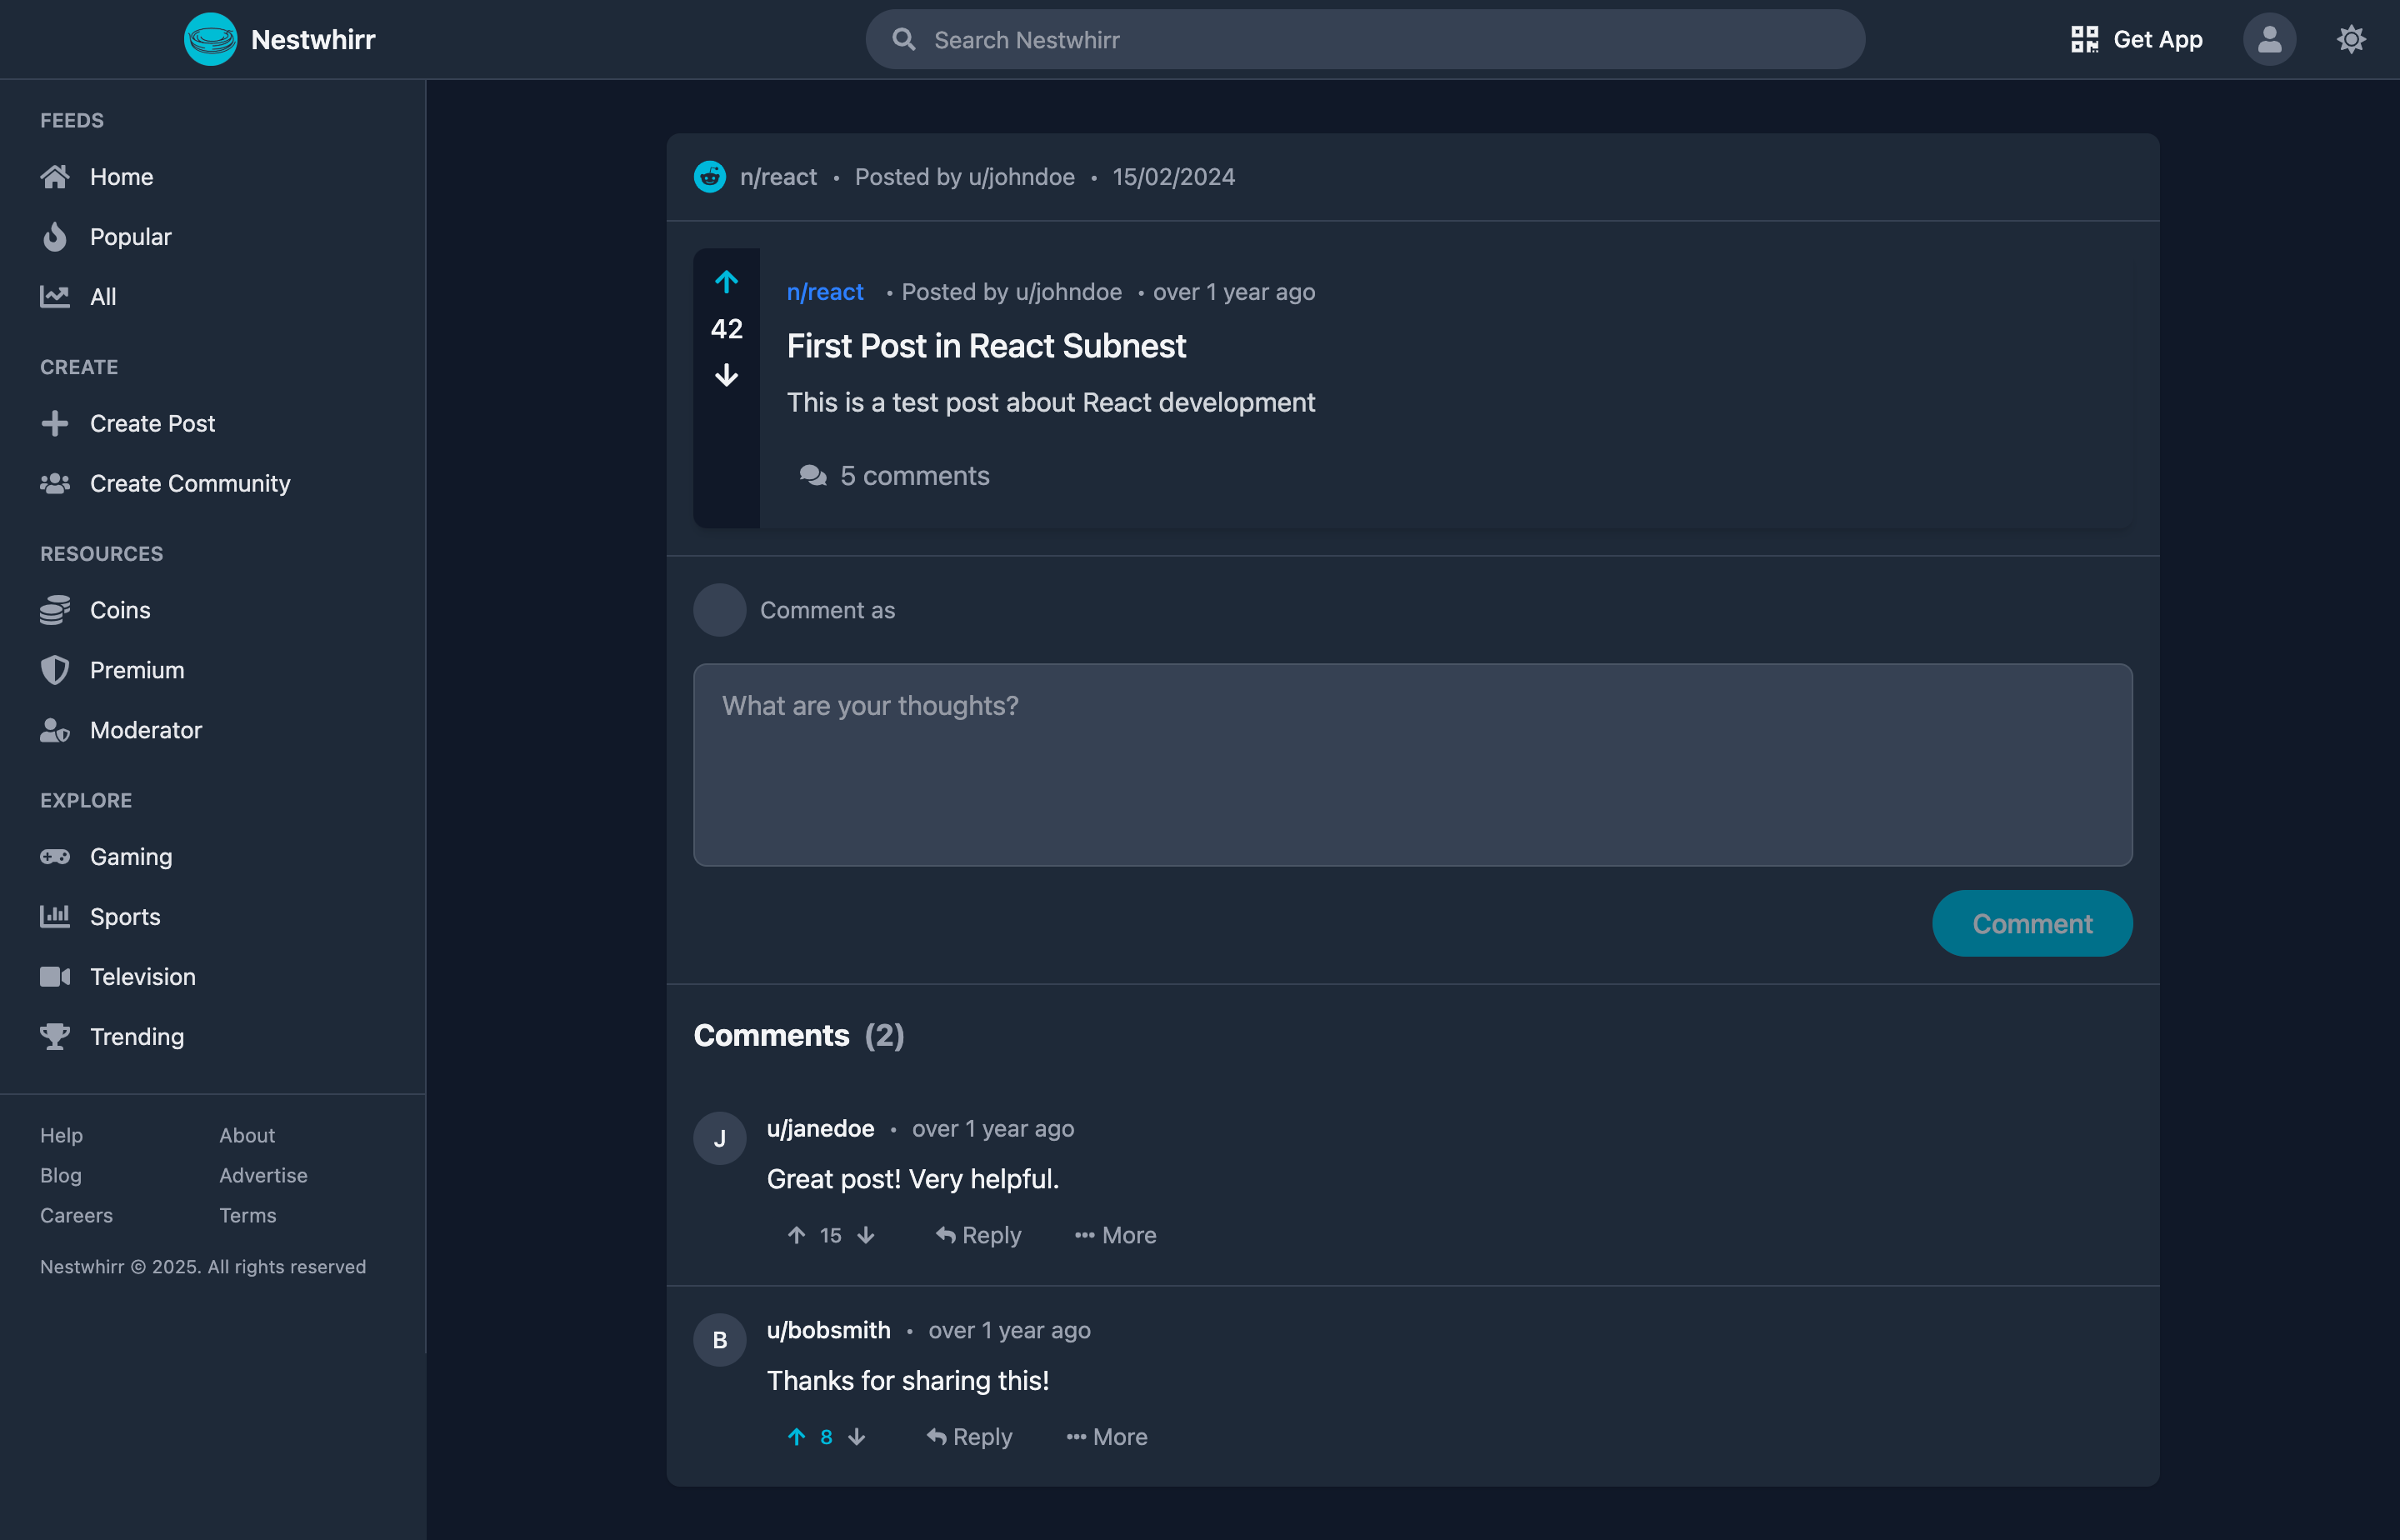 Nestwhirr
Search Nestwhirr
Get App
FEEDS
Home
Popular
All
CREATE
Create Post
Create Community
RESOURCES
Coins
Premium
Moderator
EXPLORE
Gaming
Sports
Television
Trending
Help
About
Blog
Advertise
Careers
Terms
Nestwhirr © 2025. All rights reserved
n/react • Posted by u/johndoe • 15/02/2024
n/react • Posted by u/johndoe • over 1 year ago
42
First Post in React Subnest
This is a test post about React development
5 comments
Comment as
What are your thoughts?
Comment
Comments (2)
J
u/janedoe • over 1 year ago
Great post! Very helpful.
15 Reply More
B
u/bobsmith • over 1 year ago
Thanks for sharing this!
8 Reply More